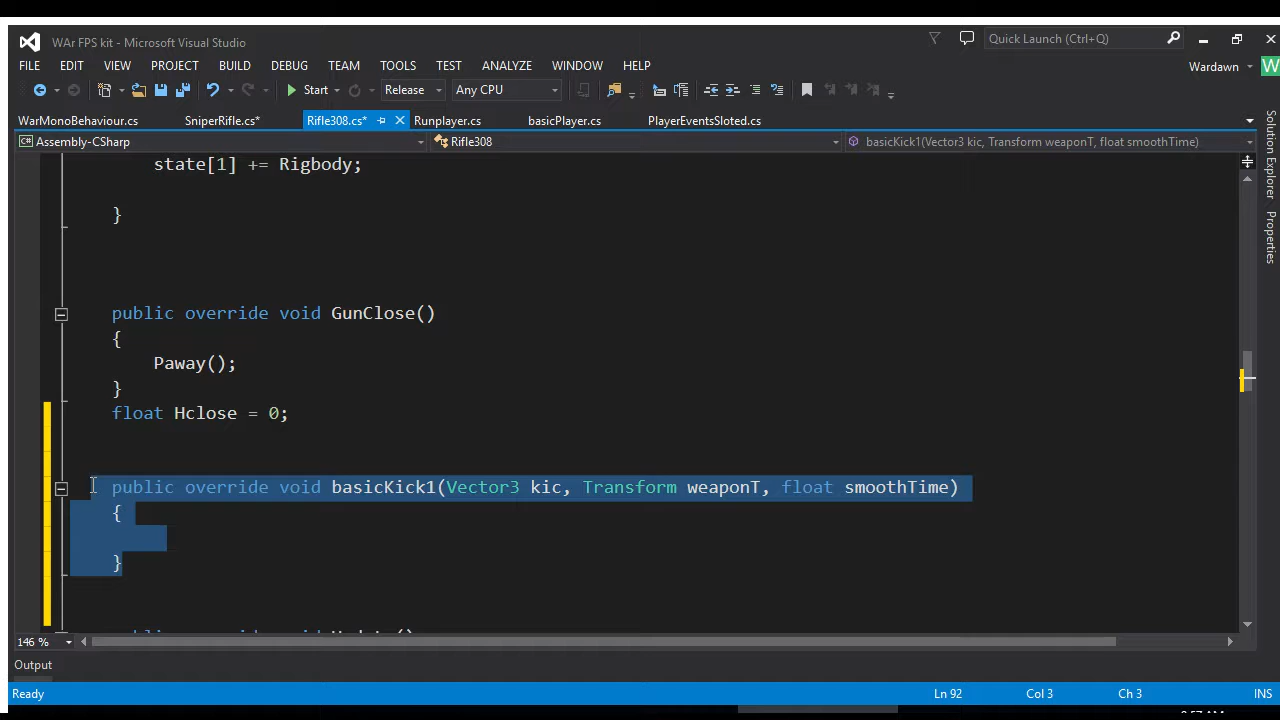 WAr FPS kit - Microsoft Visual Studio
Quick Launch (Ctrl+Q)
FILE EDIT VIEW PROJECT BUILD DEBUG TEAM TOOLS TEST ANALYZE WINDOW HELP
Wardawn W
Start Release Any CPU
WarMonoBehaviour.cs SniperRifle.cs* Rifle308.cs* Runplayer.cs basicPlayer.cs PlayerEventsSloted.cs
Assembly-CSharp Rifle308 basicKick1(Vector3 kic, Transform weaponT, float smoothTime)
Solution Explorer
Properties
state[1] += Rigbody;
}
public override void GunClose()
{
Paway();
}
float Hclose = 0;
public override void basicKick1(Vector3 kic, Transform weaponT, float smoothTime)
{
}
146 %
Output
Ready Ln 92 Col 3 Ch 3 INS